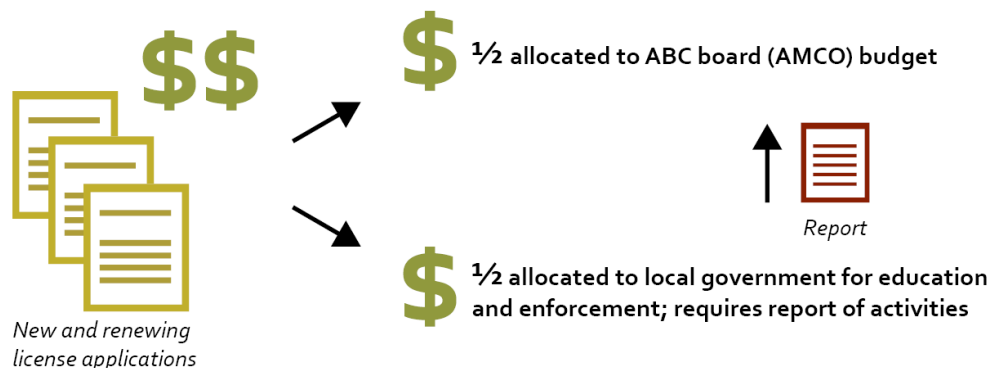 $$
$ ½ allocated to ABC board (AMCO) budget
Report
$ ½ allocated to local government for education
and enforcement; requires report of activities
New and renewing
license applications